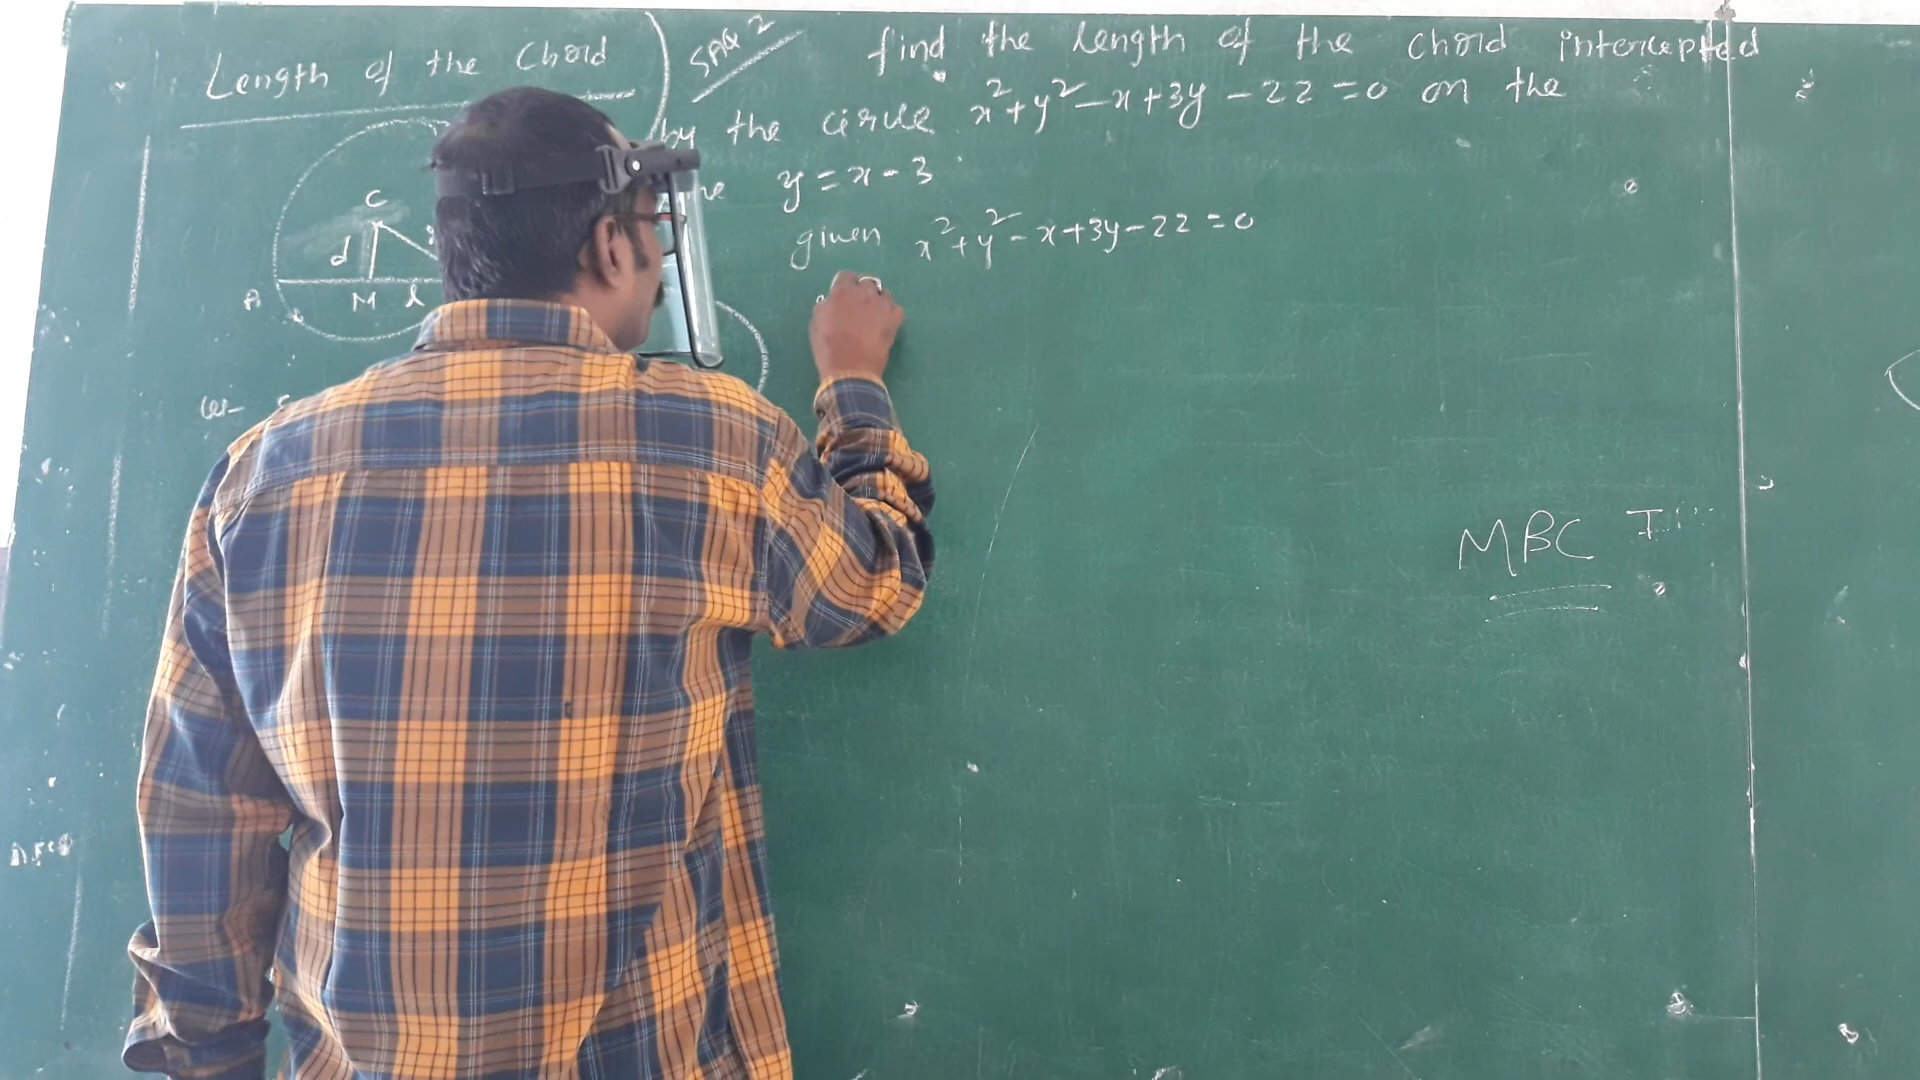 Length of the Chord
SAQ 2
find the length of the chord intercepted
by the circle x²+y²-x+3y-22=0 on the
y=x-3
given x²+y²-x+3y-22=0
C
d
A M l
MBC